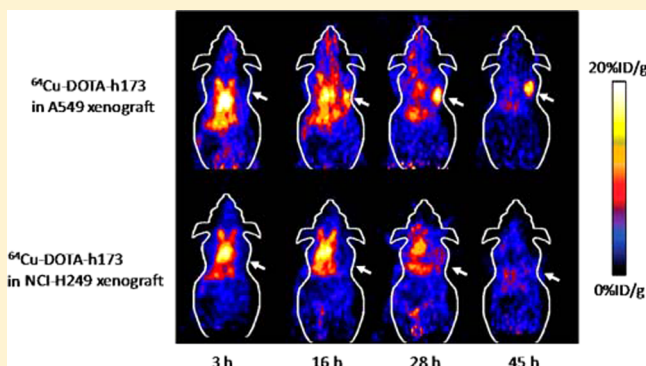 ⁶⁴Cu-DOTA-h173
in A549 xenograft
20%ID/g
⁶⁴Cu-DOTA-h173
in NCI-H249 xenograft
0%ID/g
3 h 16 h 28 h 45 h